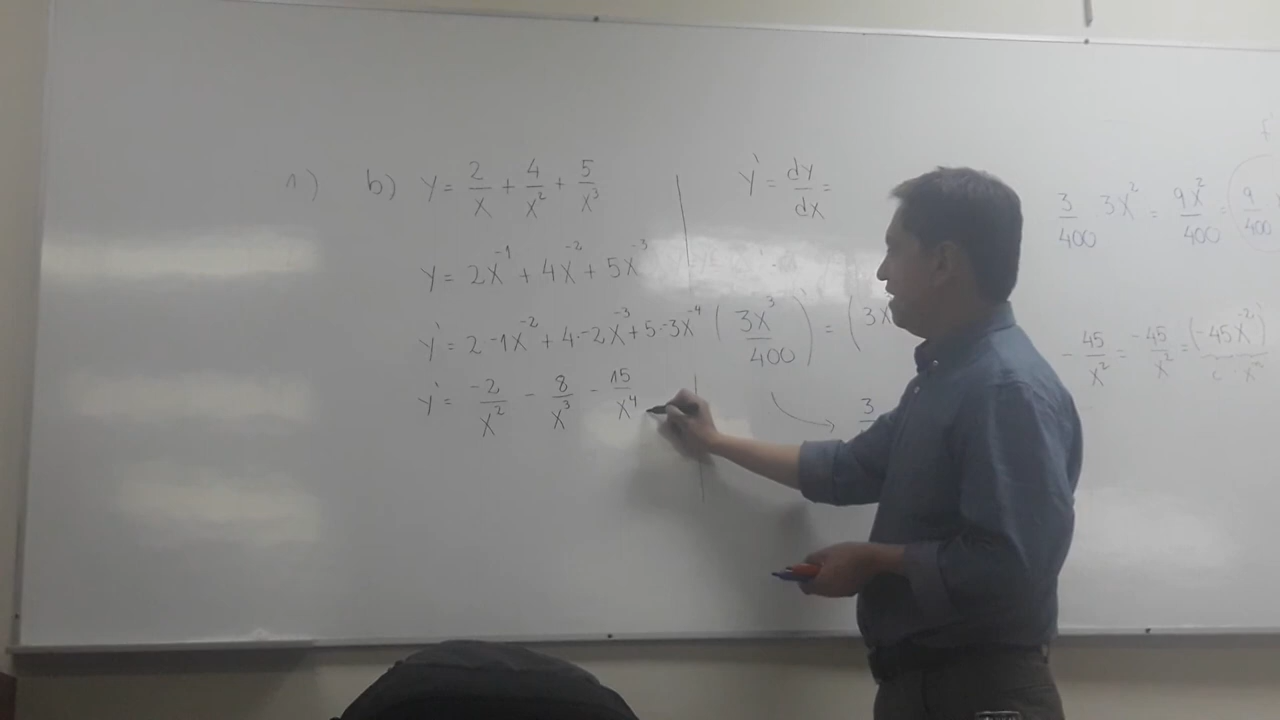 1) b) y = 2/x + 4/x² + 5/x³
y = 2x⁻¹ + 4x⁻² + 5x⁻³
y' = 2·-1x⁻² + 4·-2x⁻³ + 5·-3x⁻⁴
y' = -2/x² - 8/x³ - 15/x⁴
y' = dy/dx =
(3x³/400)' = (3x
3
3/400 3x² = 9x²/400 = 9/400
- 45/x² = -45/x² = (-45x⁻²)